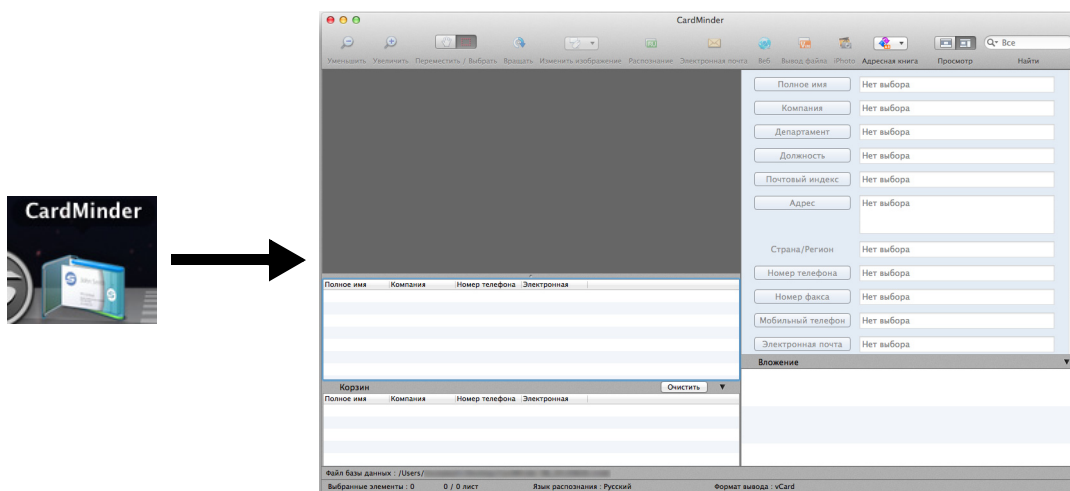 CardMinder
CardMinder
Все
Уменьшить Увеличить Переместить / Выбрать Вращать Изменить изображение Распознание Электронная почта Веб Вывод файла iPhoto Адресная книга Просмотр Найти
Полное имя Нет выбора
Компания Нет выбора
Департамент Нет выбора
Должность Нет выбора
Почтовый индекс Нет выбора
Адрес Нет выбора
Страна/Регион Нет выбора
Номер телефона Нет выбора
Номер факса Нет выбора
Мобильный телефон Нет выбора
Электронная почта Нет выбора
Вложение
Полное имя Компания Номер телефона Электронная
Корзин Очистить
Полное имя Компания Номер телефона Электронная
Файл базы данных : /Users/
Выбранные элементы : 0 0 / 0 лист Язык распознания : Русский Формат вывода : vCard